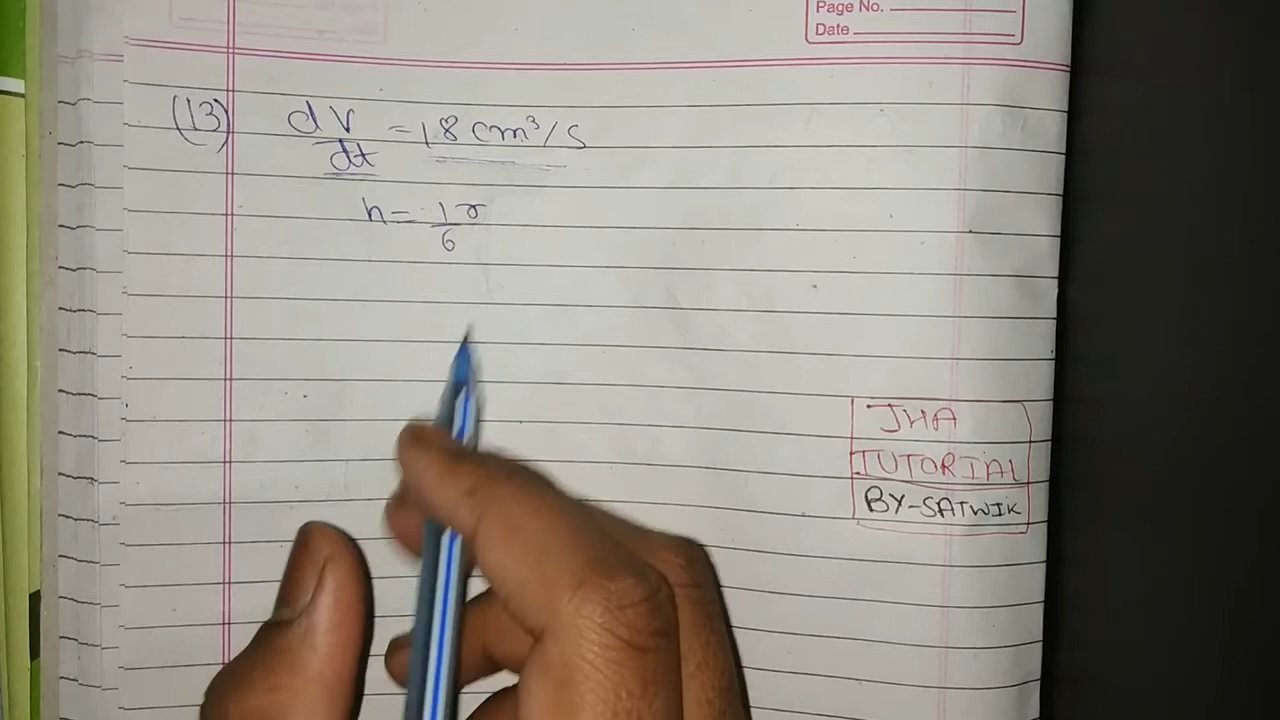 Page No.
Date
(13) dV/dt = 18 cm³/s
h = 1r/6
JHA
TUTORIAL
BY-SATWIK